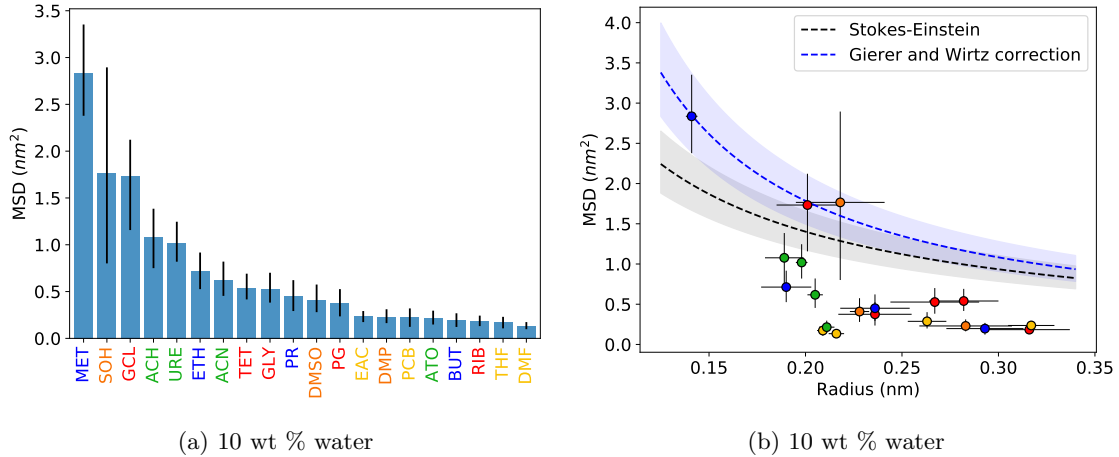 3.5
3.0
2.5
2.0
1.5
1.0
0.5
0.0
MSD (nm²)
MET SOH GCL ACH URE ETH ACN TET GLY PR DMSO PG EAC DMP PCB ATO BUT RIB THF DMF
(a) 10 wt % water
Stokes-Einstein
Gierer and Wirtz correction
4.0
3.5
3.0
2.5
2.0
1.5
1.0
0.5
0.0
MSD (nm²)
0.15 0.20 0.25 0.30 0.35
Radius (nm)
(b) 10 wt % water